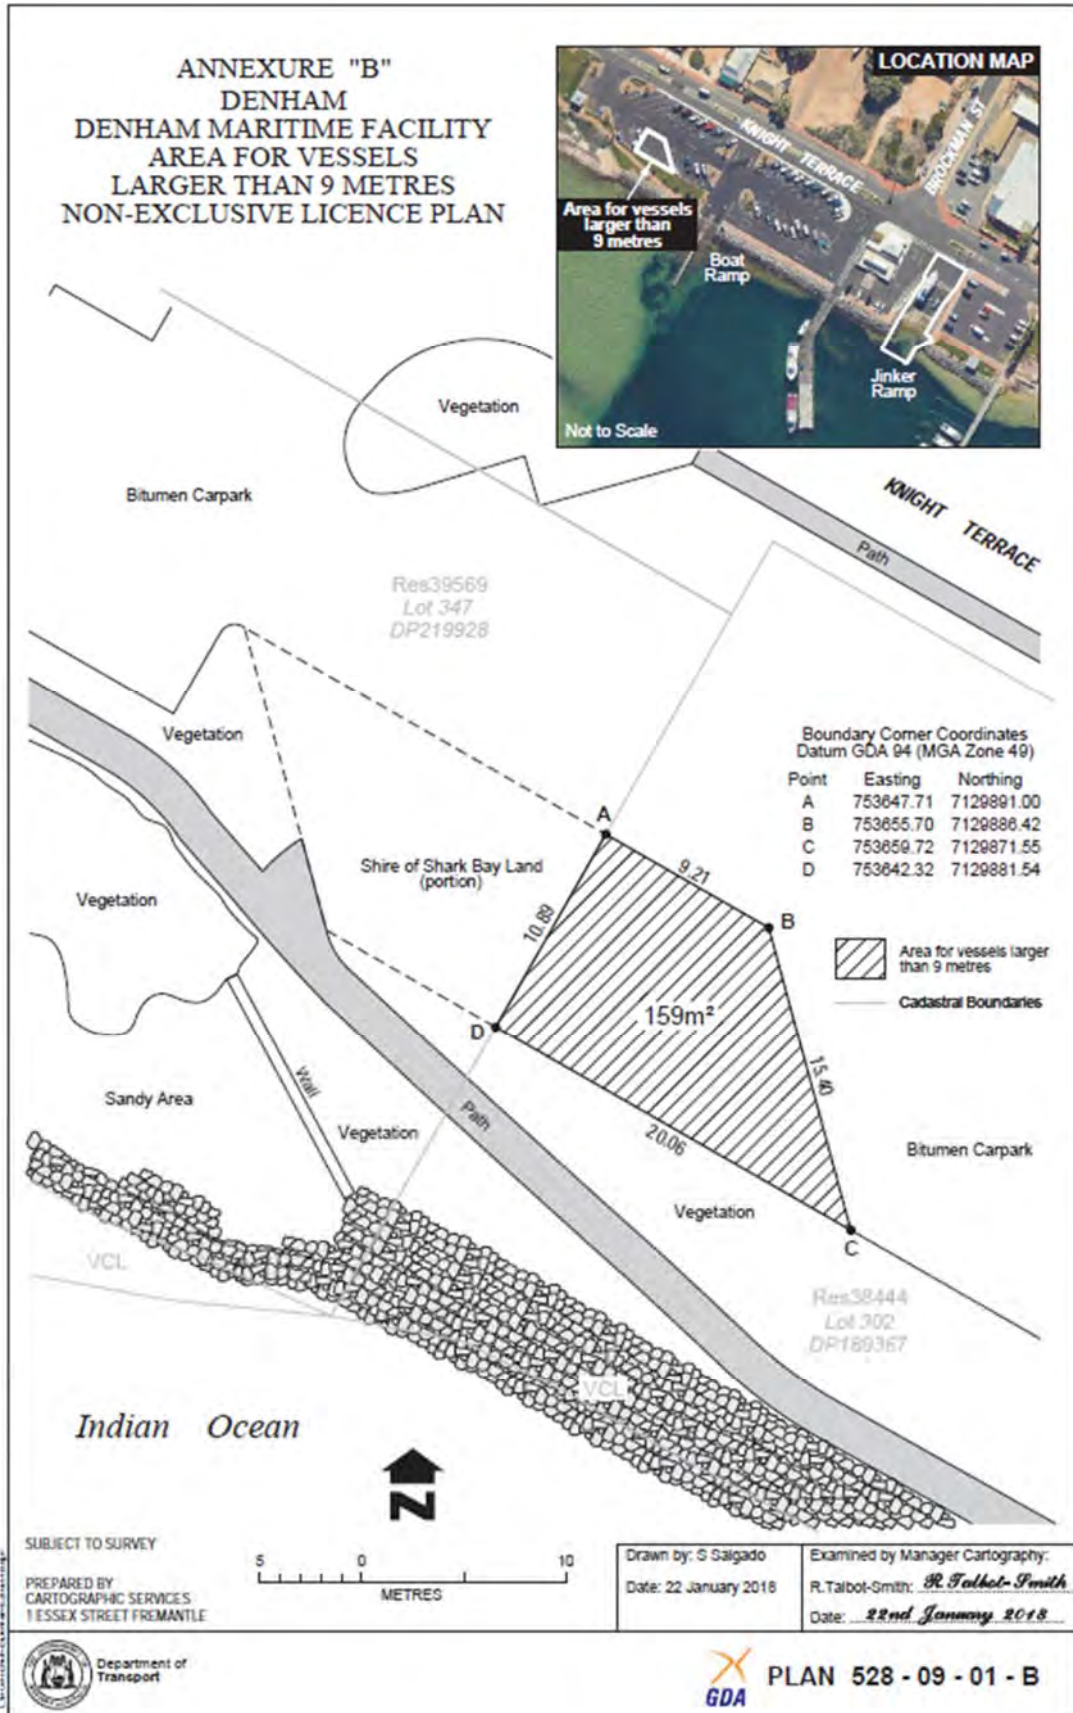 ANNEXURE "B"
DENHAM
DENHAM MARITIME FACILITY
AREA FOR VESSELS
LARGER THAN 9 METRES
NON-EXCLUSIVE LICENCE PLAN
LOCATION MAP
KNIGHT TERRACE
BROCKMAN ST
Area for vessels
larger than
9 metres
Boat
Ramp
Jinker
Ramp
Not to Scale
Vegetation
Bitumen Carpark
KNIGHT TERRACE
Path
Res39569
Lot 347
DP219928
Vegetation
Boundary Corner Coordinates
Datum GDA 94 (MGA Zone 49)
Point Easting Northing
A 753647.71 7129891.00
B 753655.70 7129886.42
C 753659.72 7129871.55
D 753642.32 7129881.54
A
Shire of Shark Bay Land
(portion)
9.21
Vegetation
10.89
B
Area for vessels larger
than 9 metres
Cadastral Boundaries
159m²
D
15.40
Wall
Sandy Area
Path
Vegetation
20.06
Bitumen Carpark
Vegetation
C
VCL
Res38444
Lot 302
DP189367
VCL
Indian Ocean
N
SUBJECT TO SURVEY
PREPARED BY
CARTOGRAPHIC SERVICES
1 ESSEX STREET FREMANTLE
5 0 10
METRES
Drawn by: S Salgado
Date: 22 January 2018
Examined by Manager Cartography:
R.Talbot-Smith: R Talbot-Smith
Date: 22nd January 2018
Department of
Transport
GDA
PLAN 528 - 09 - 01 - B